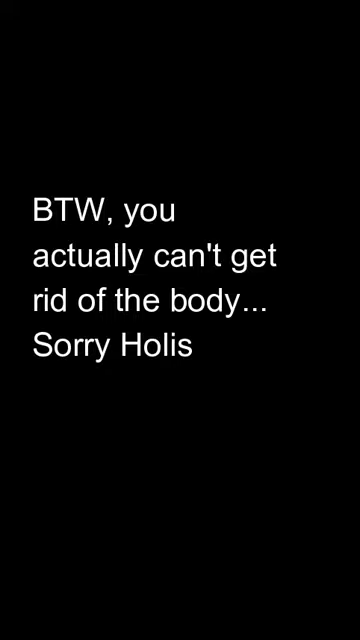 BTW, you
actually can't get
rid of the body...
Sorry Holis